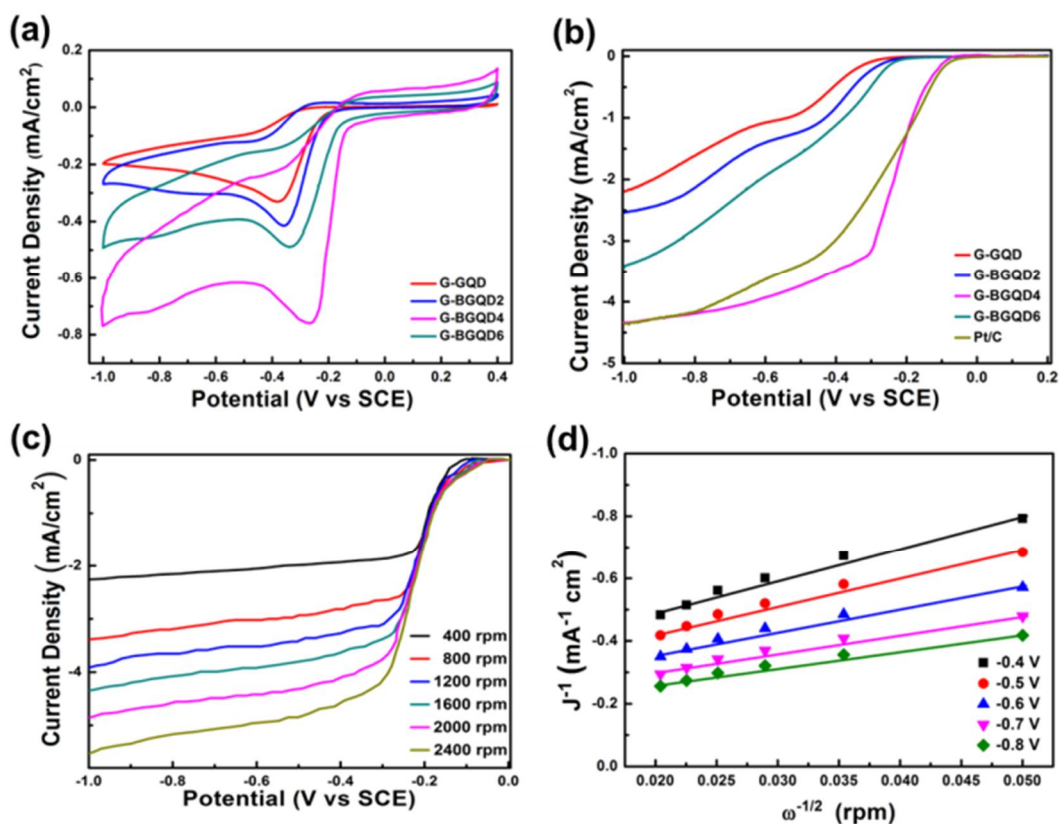 (a)
0.2
0.0
-0.2
-0.4
-0.6
-0.8
Current Density (mA/cm²)
G-GQD
G-BGQD2
G-BGQD4
G-BGQD6
-1.0 -0.8 -0.6 -0.4 -0.2 0.0 0.2 0.4
Potential (V vs SCE)
(b)
0
-1
-2
-3
-4
-5
Current Density (mA/cm²)
G-GQD
G-BGQD2
G-BGQD4
G-BGQD6
Pt/C
-1.0 -0.8 -0.6 -0.4 -0.2 0.0 0.2
Potential (V vs SCE)
(c)
0
-2
-4
Current Density (mA/cm²)
400 rpm
800 rpm
1200 rpm
1600 rpm
2000 rpm
2400 rpm
-1.0 -0.8 -0.6 -0.4 -0.2 0.0
Potential (V vs SCE)
(d)
-1.0
-0.8
-0.6
-0.4
-0.2
0.0
J⁻¹ (mA⁻¹ cm²)
-0.4 V
-0.5 V
-0.6 V
-0.7 V
-0.8 V
0.020 0.025 0.030 0.035 0.040 0.045 0.050
ω⁻¹/² (rpm)